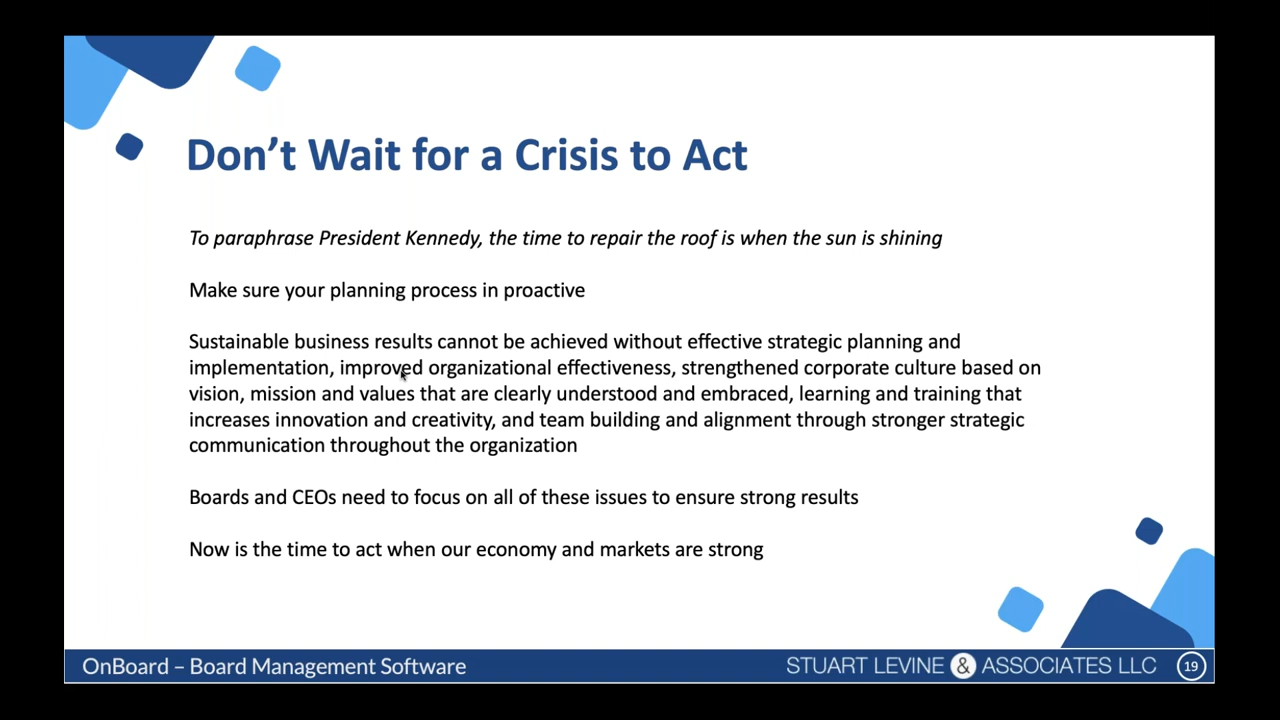 Don't Wait for a Crisis to Act
To paraphrase President Kennedy, the time to repair the roof is when the sun is shining
Make sure your planning process in proactive
Sustainable business results cannot be achieved without effective strategic planning and
implementation, improved organizational effectiveness, strengthened corporate culture based on
vision, mission and values that are clearly understood and embraced, learning and training that
increases innovation and creativity, and team building and alignment through stronger strategic
communication throughout the organization
Boards and CEOs need to focus on all of these issues to ensure strong results
Now is the time to act when our economy and markets are strong
OnBoard – Board Management Software
STUART LEVINE & ASSOCIATES LLC 19